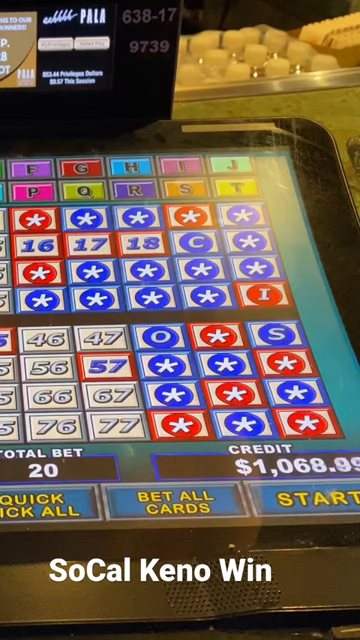 PALA
638-17
9739
$53.44 Privileges Dollars
$0.57 This Session
PALA
F G H I J
P Q R S T
16 17 18 C
I
46 47 O S
56 57
66 67
76 77
TOTAL BET
CREDIT
20
$1,068.99
QUICK
PICK ALL
BET ALL
CARDS
START
SoCal Keno Win